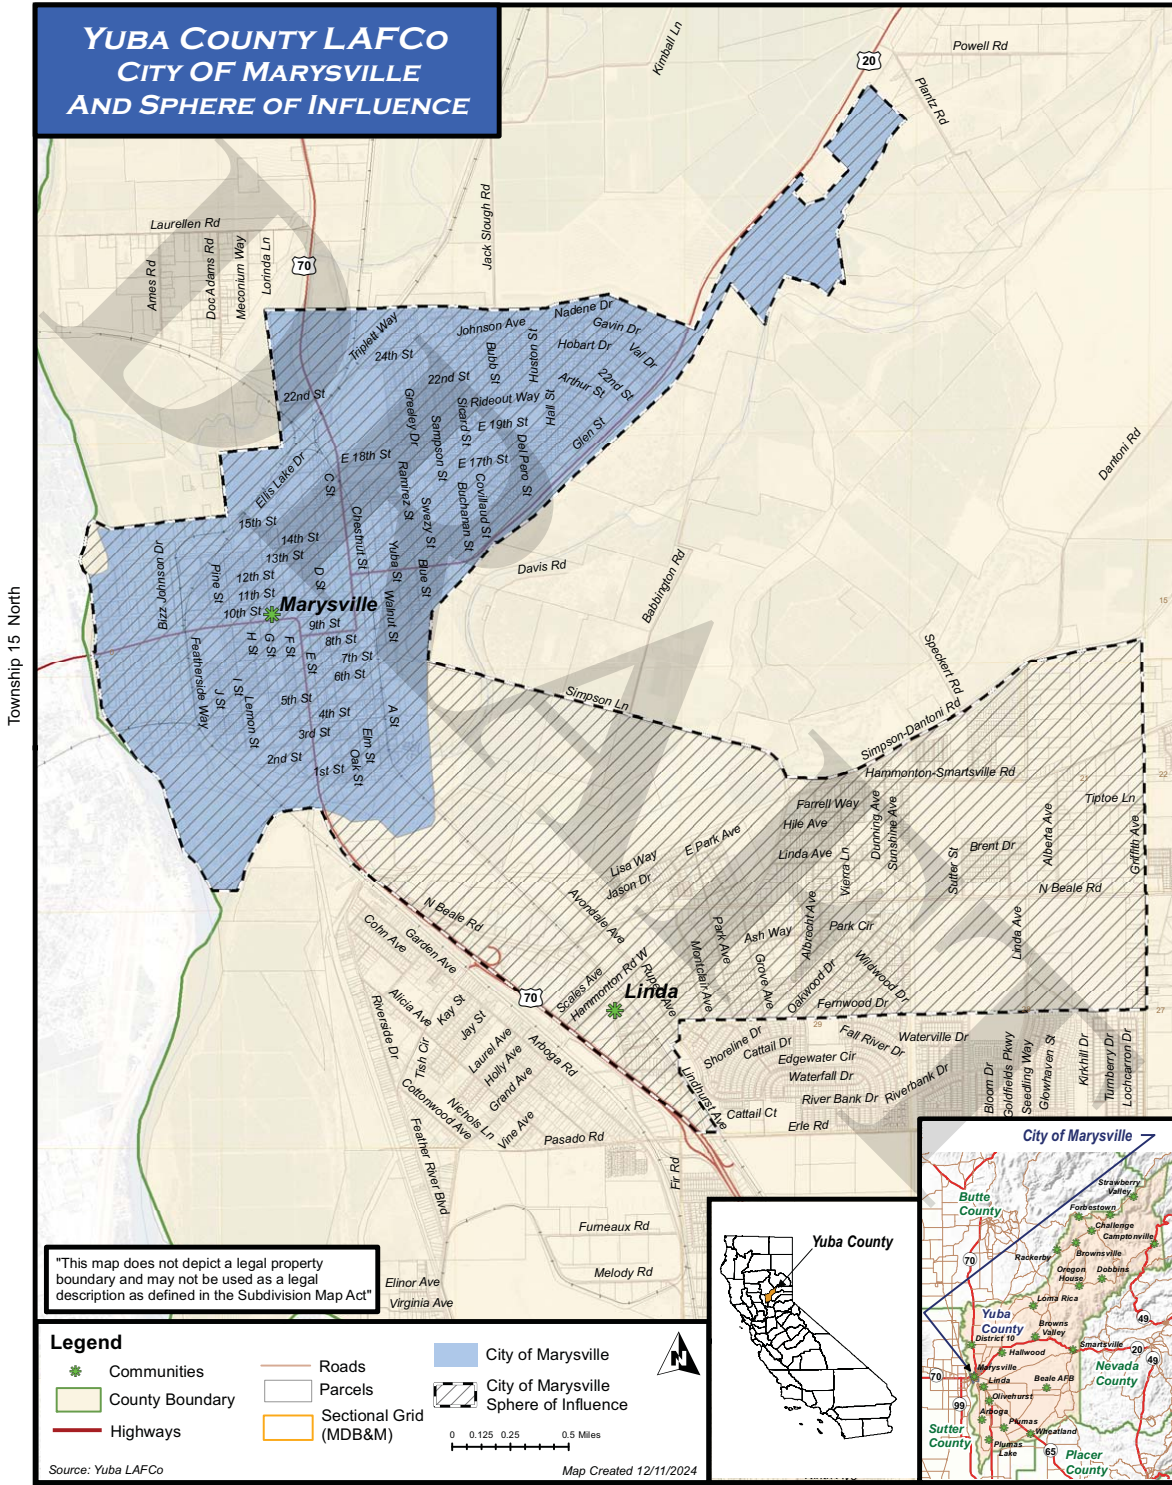 YUBA COUNTY LAFCO
CITY OF MARYSVILLE
AND SPHERE OF INFLUENCE
DRAFT
Township 15 North
Kimball Ln
20
Powell Rd
Plantz Rd
Jack Slough Rd
Laurellen Rd
Ames Rd
Doc Adams Rd
Meconium Way
Lorinda Ln
70
Triplett Way
24th St
22nd St
Johnson Ave
Nadene Dr
Gavin Dr
Hobart Dr
Val Dr
Huston St
Bubb St
22nd St
Arthur St
22nd St
Rideout Way
Hall St
Greeley Dr
Sampson St
Sicard St
E 19th St
Glen St
Del Pero St
E 18th St
E 17th St
Ellis Lake Dr
C St
Ramirez St
Swezy St
Buchanan St
Covillaud St
Chestnut St
15th St
14th St
13th St
12th St
11th St
10th St
Bizz Johnson Dr
Pine St
D St
Yuba St
Blue St
Walnut St
Marysville
9th St
8th St
7th St
6th St
5th St
4th St
3rd St
2nd St
1st St
Featherside Way
J St
I St
H St
G St
F St
E St
Lemon St
A St
Elm St
Oak St
Davis Rd
Babbington Rd
Dantoni Rd
Speckert Rd
Simpson Ln
Simpson-Dantoni Rd
Hammonton-Smartsville Rd
15
22
21
Tiptoe Ln
Farrell Way
Hile Ave
Linda Ave
Dunning Ave
Sunshine Ave
Vierra Ln
Sutter St
Brent Dr
Alberta Ave
Griffith Ave
N Beale Rd
E Park Ave
Lisa Way
Jason Dr
Avondale Ave
N Beale Rd
Cohn Ave
Garden Ave
Park Ave
Ash Way
Albrecht Ave
Park Cir
Linda Ave
Montclair Ave
Grove Ave
Oakwood Dr
Wildwood Dr
Fernwood Dr
Scales Ave
Hammonton Rd W
Rupert Ave
Linda
70
29
27
Alicia Ave
Kay St
Jay St
Riverside Dr
Tish Cir
Laurel Ave
Holly Ave
Grand Ave
Arboga Rd
Cottonwood Ave
Nichols Ln
Vine Ave
Feather River Blvd
Pasado Rd
Fir Rd
Lindhurst Ave
Shoreline Dr
Cattail Dr
Fall River Dr
Waterville Dr
Edgewater Cir
Waterfall Dr
River Bank Dr
Riverbank Dr
Cattail Ct
Erle Rd
Bloom Dr
Goldfields Pkwy
Seedling Way
Glowhaven St
Kirkhill Dr
Turnberry Dr
Lochcarron Dr
Furneaux Rd
Melody Rd
Elinor Ave
Virginia Ave
"This map does not depict a legal property
boundary and may not be used as a legal
description as defined in the Subdivision Map Act"
Legend
Communities
County Boundary
Highways
Roads
Parcels
Sectional Grid
(MDB&M)
City of Marysville
City of Marysville
Sphere of Influence
N
0 0.125 0.25 0.5 Miles
Source: Yuba LAFCo
Map Created 12/11/2024
Yuba County
City of Marysville
Butte
County
Strawberry
Valley
Forbestown
Challenge
Camptonville
Rackerby
Brownsville
Oregon
House
Dobbins
70
Loma Rica
Yuba
County
Browns
Valley
District 10
Hallwood
Smartsville
49
20
49
Nevada
County
Marysville
70
Linda
Beale AFB
Olivehurst
99
Arboga
Plumas
Wheatland
Sutter
County
Plumas
Lake
65
Placer
County